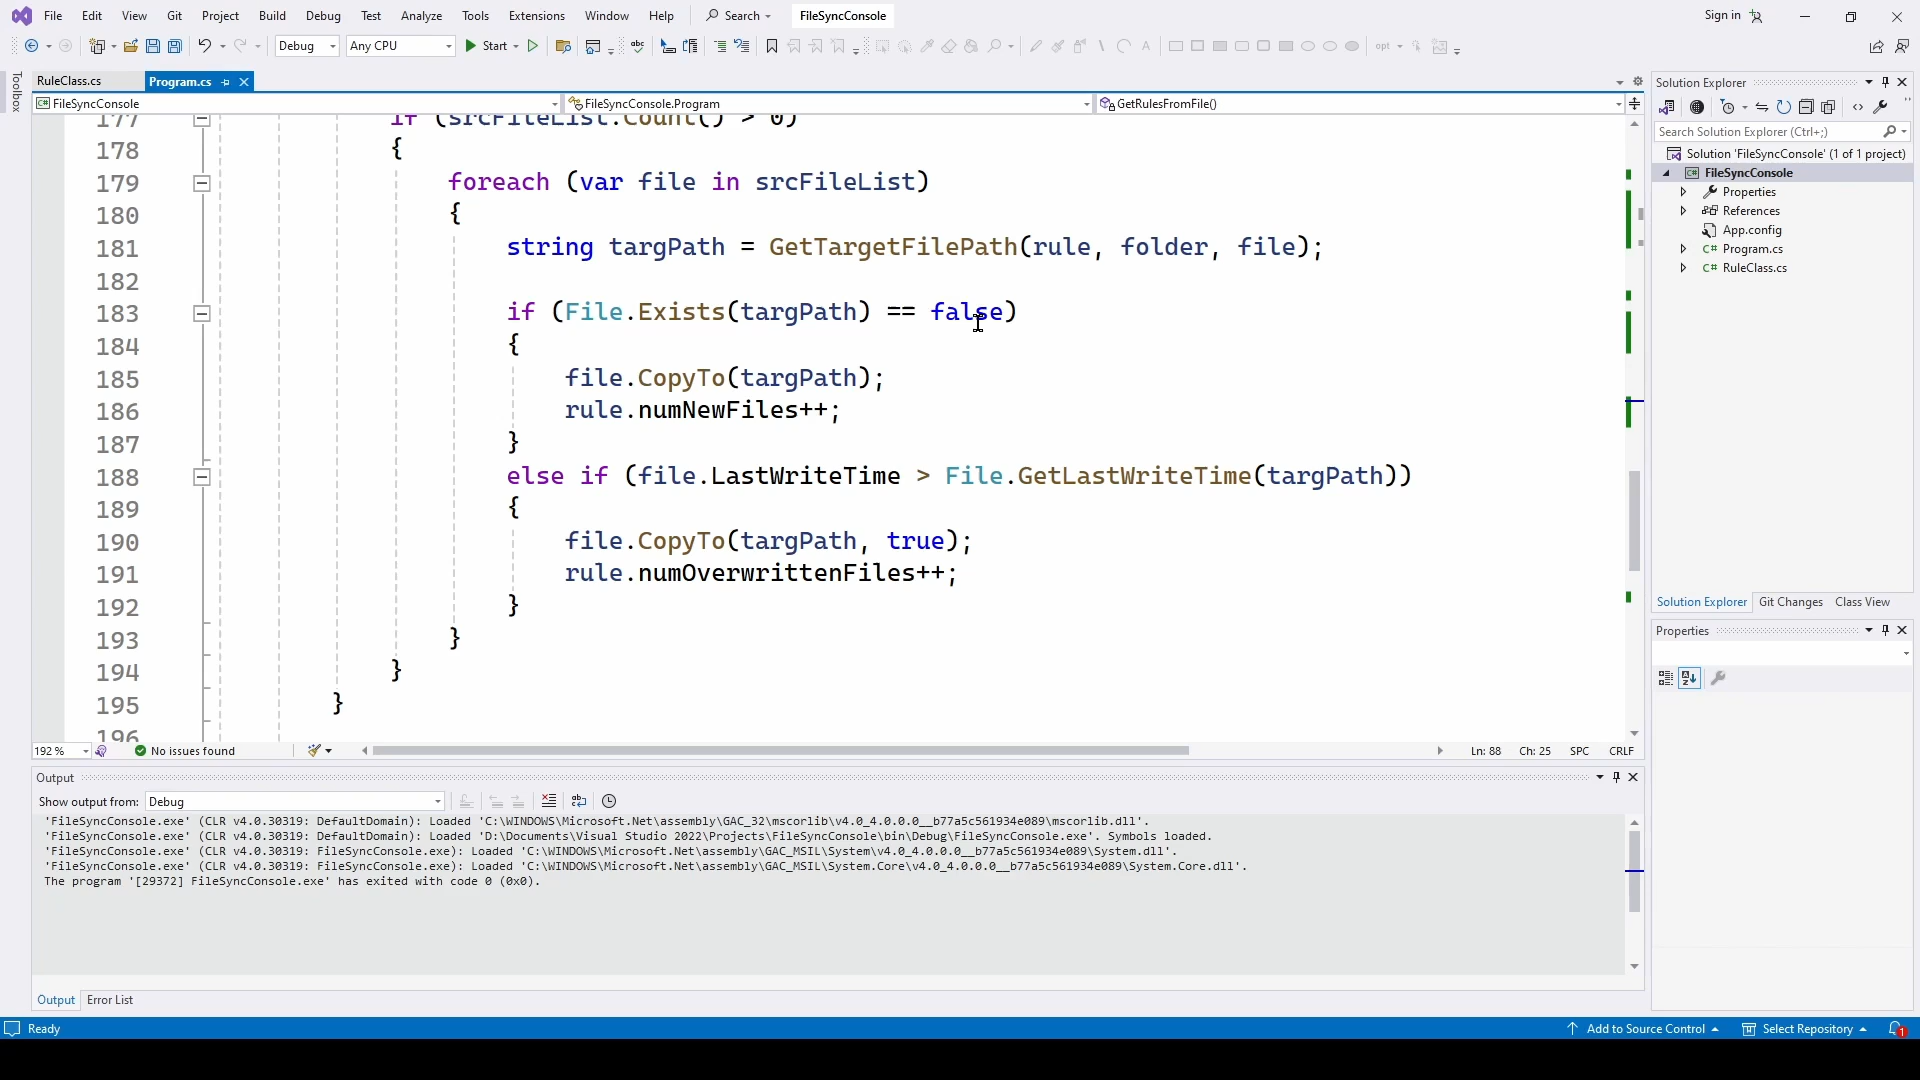 File Edit View Git Project Build Debug Test Analyze Tools Extensions Window Help Search FileSyncConsole Sign in
Debug Any CPU Start opt
Toolbox
RuleClass.cs Program.cs
FileSyncConsole FileSyncConsole.Program GetRulesFromFile()
177 if (srcFileList.Count() > 0)
178 {
179 foreach (var file in srcFileList)
180 {
181 string targPath = GetTargetFilePath(rule, folder, file);
182
183 if (File.Exists(targPath) == false)
184 {
185 file.CopyTo(targPath);
186 rule.numNewFiles++;
187 }
188 else if (file.LastWriteTime > File.GetLastWriteTime(targPath))
189 {
190 file.CopyTo(targPath, true);
191 rule.numOverwrittenFiles++;
192 }
193 }
194 }
195 }
196
192 % No issues found Ln: 88 Ch: 25 SPC CRLF
Output
Show output from: Debug
'FileSyncConsole.exe' (CLR v4.0.30319: DefaultDomain): Loaded 'C:\WINDOWS\Microsoft.Net\assembly\GAC_32\mscorlib\v4.0_4.0.0.0__b77a5c561934e089\mscorlib.dll'.
'FileSyncConsole.exe' (CLR v4.0.30319: DefaultDomain): Loaded 'D:\Documents\Visual Studio 2022\Projects\FileSyncConsole\bin\Debug\FileSyncConsole.exe'. Symbols loaded.
'FileSyncConsole.exe' (CLR v4.0.30319: FileSyncConsole.exe): Loaded 'C:\WINDOWS\Microsoft.Net\assembly\GAC_MSIL\System\v4.0_4.0.0.0__b77a5c561934e089\System.dll'.
'FileSyncConsole.exe' (CLR v4.0.30319: FileSyncConsole.exe): Loaded 'C:\WINDOWS\Microsoft.Net\assembly\GAC_MSIL\System.Core\v4.0_4.0.0.0__b77a5c561934e089\System.Core.dll'.
The program '[29372] FileSyncConsole.exe' has exited with code 0 (0x0).
Output Error List
Solution Explorer
Search Solution Explorer (Ctrl+;)
Solution 'FileSyncConsole' (1 of 1 project)
FileSyncConsole
Properties
References
App.config
Program.cs
RuleClass.cs
Solution Explorer Git Changes Class View
Properties
Ready Add to Source Control Select Repository 1